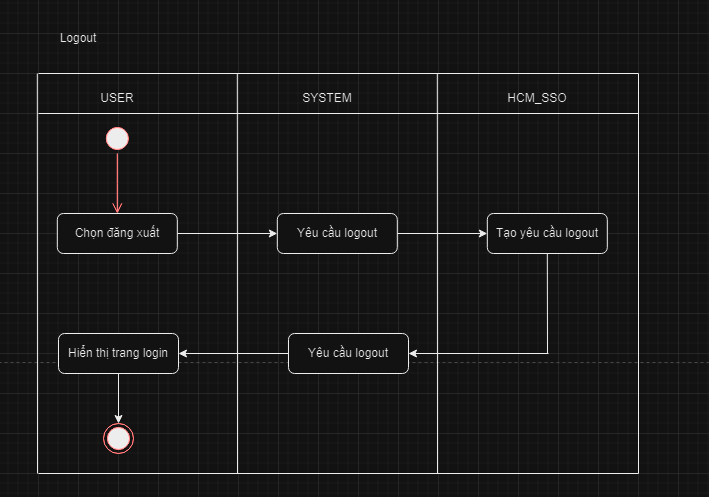 Logout
USER
SYSTEM
HCM_SSO
Chọn đăng xuất
Yêu cầu logout
Tạo yêu cầu logout
Hiển thị trang login
Yêu cầu logout